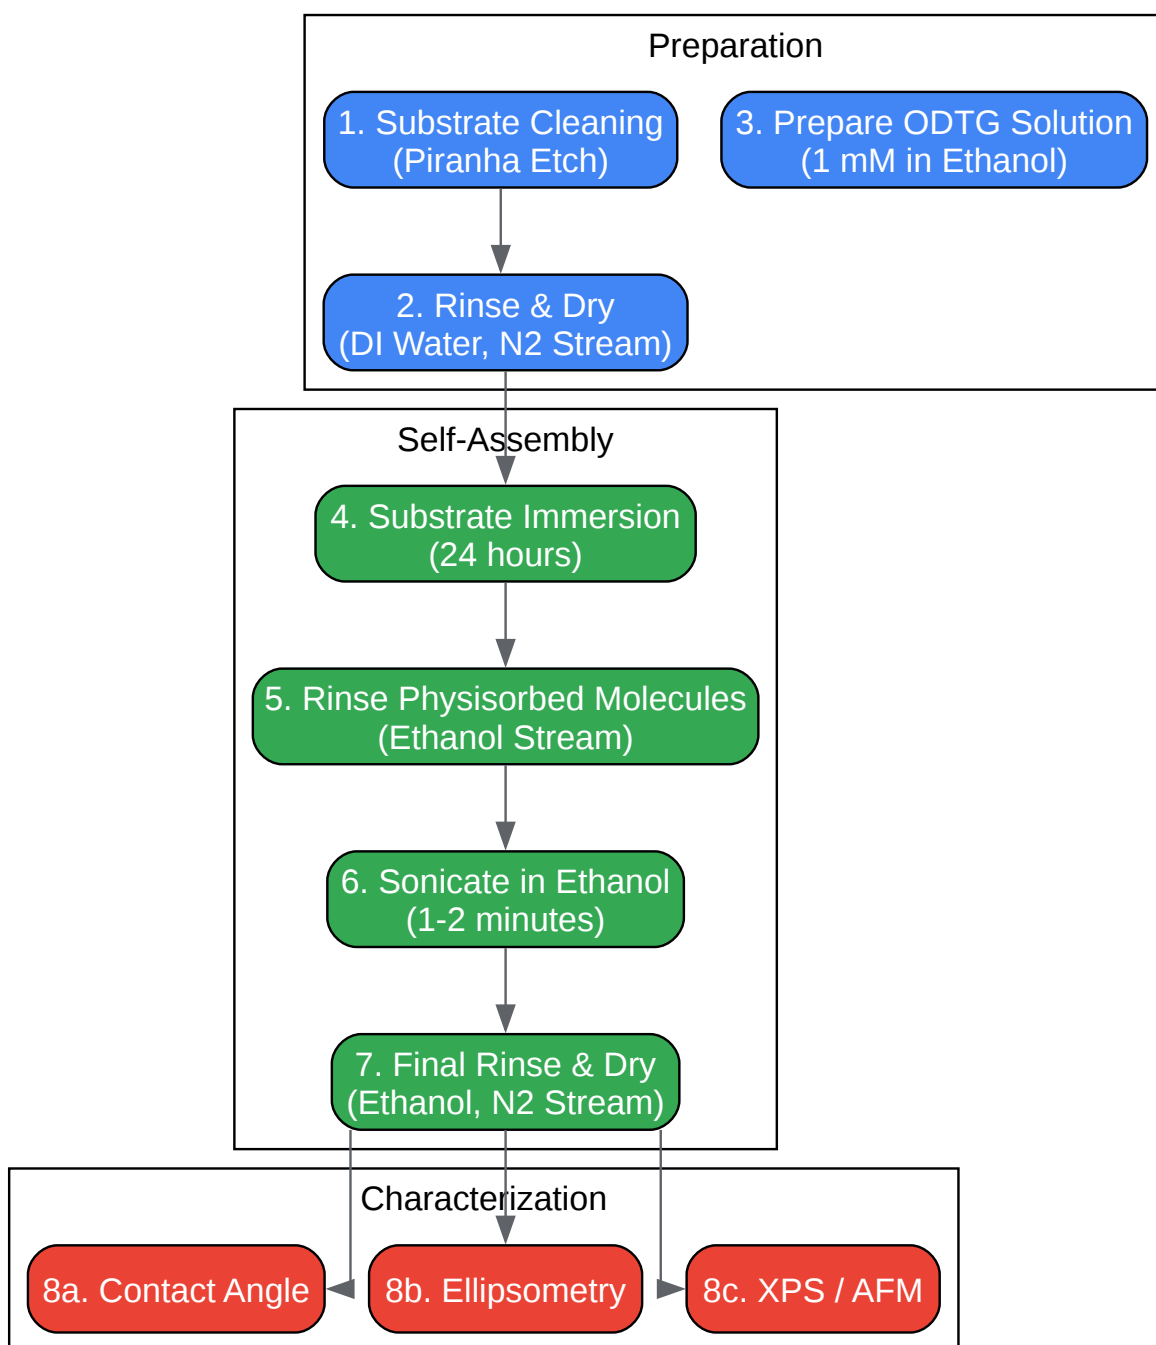 Preparation
1. Substrate Cleaning
(Piranha Etch)
3. Prepare ODTG Solution
(1 mM in Ethanol)
2. Rinse & Dry
(DI Water, N2 Stream)
Self-Assembly
4. Substrate Immersion
(24 hours)
5. Rinse Physisorbed Molecules
(Ethanol Stream)
6. Sonicate in Ethanol
(1-2 minutes)
7. Final Rinse & Dry
(Ethanol, N2 Stream)
Characterization
8a. Contact Angle
8b. Ellipsometry
8c. XPS / AFM